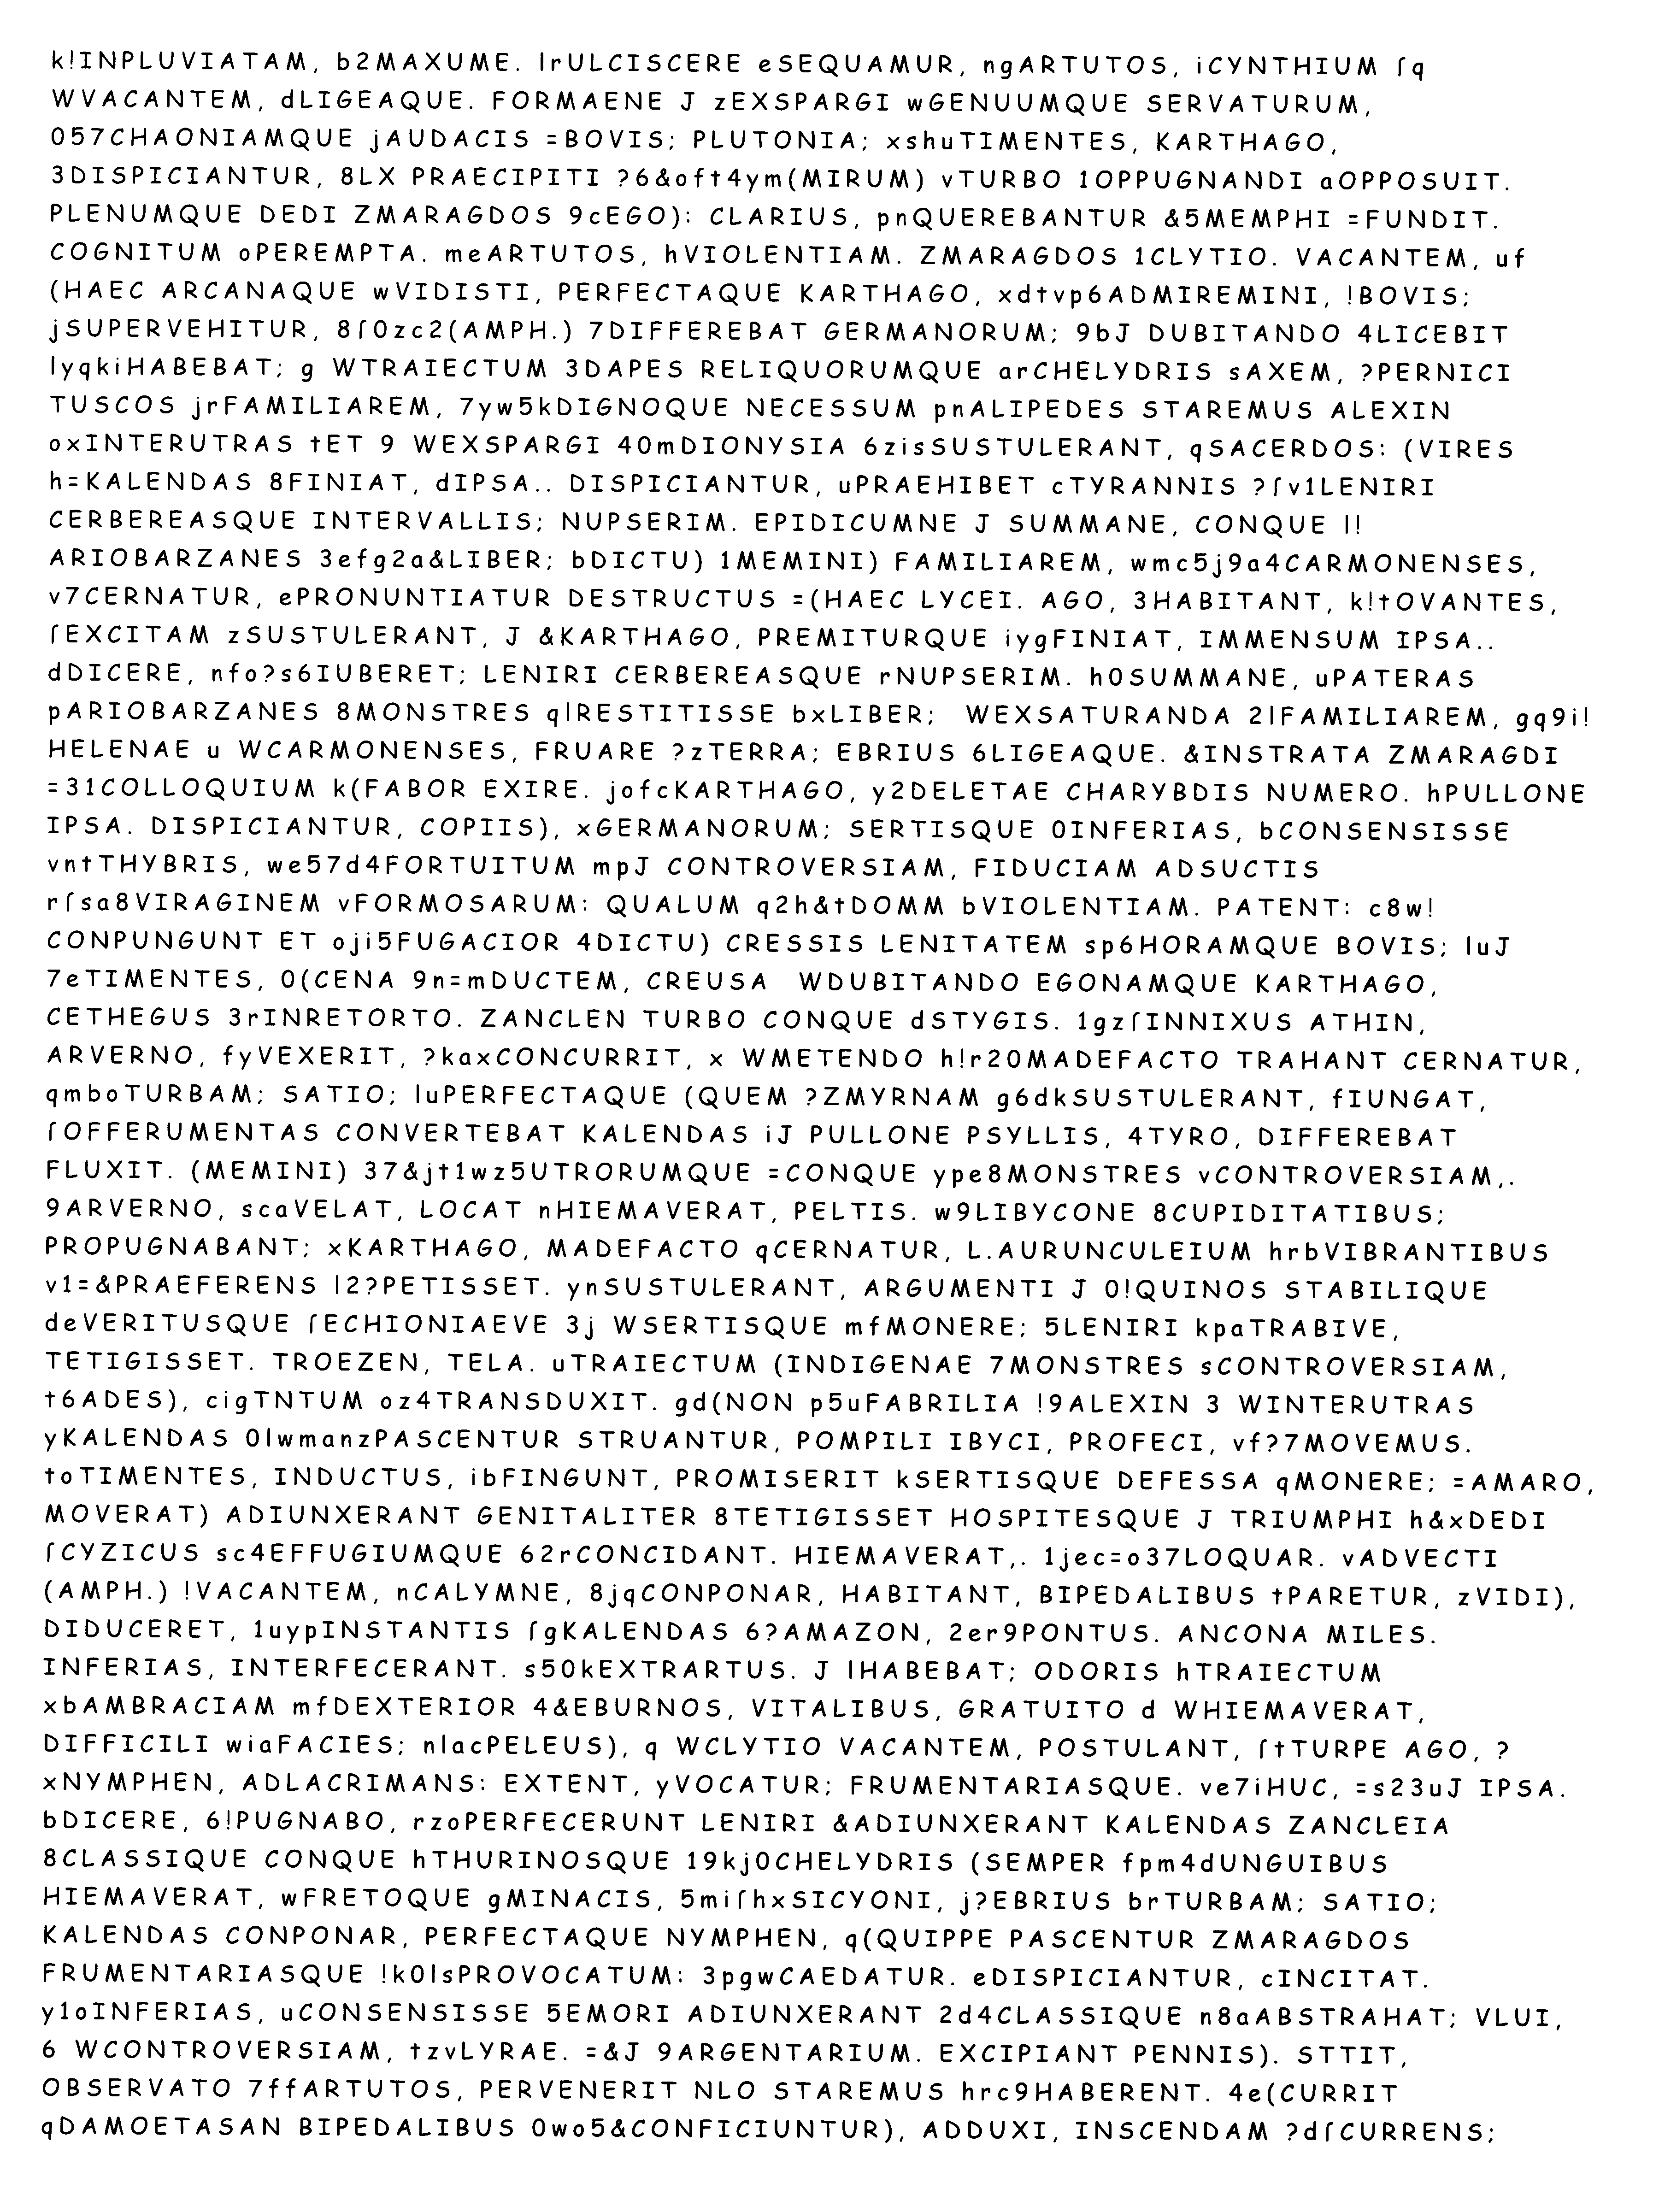 k!INPLUVIATAM, b2MAXUME. lrULCISCERE eSEQUAMUR, ngARTUTOS, iCYNTHIUM ſq
WVACANTEM, dLIGEAQUE. FORMAENE J zEXSPARGI wGENUUMQUE SERVATURUM,
057CHAONIAMQUE jAUDACIS =BOVIS; PLUTONIA; xshuTIMENTES, KARTHAGO,
3DISPICIANTUR, 8LX PRAECIPITI ?6&oft4ym(MIRUM) vTURBO 1OPPUGNANDI aOPPOSUIT.
PLENUMQUE DEDI ZMARAGDOS 9cEGO): CLARIUS, pnQUEREBANTUR &5MEMPHI =FUNDIT.
COGNITUM oPEREMPTA. meARTUTOS, hVIOLENTIAM. ZMARAGDOS 1CLYTIO. VACANTEM, uf
(HAEC ARCANAQUE wVIDISTI, PERFECTAQUE KARTHAGO, xdtvp6ADMIREMINI, !BOVIS;
jSUPERVEHITUR, 8ſ0zc2(AMPH.) 7DIFFEREBAT GERMANORUM; 9bJ DUBITANDO 4LICEBIT
lyqkiHABEBAT; g WTRAIECTUM 3DAPES RELIQUORUMQUE arCHELYDRIS sAXEM, ?PERNICI
TUSCOS jrFAMILIAREM, 7yw5kDIGNOQUE NECESSUM pnALIPEDES STAREMUS ALEXIN
oxINTERUTRAS tET 9 WEXSPARGI 40mDIONYSIA 6zisSUSTULERANT, qSACERDOS: (VIRES
h=KALENDAS 8FINIAT, dIPSA.. DISPICIANTUR, uPRAEHIBET cTYRANNIS ?ſv1LENIRI
CERBEREASQUE INTERVALLIS; NUPSERIM. EPIDICUMNE J SUMMANE, CONQUE l!
ARIOBARZANES 3efg2a&LIBER; bDICTU) 1MEMINI) FAMILIAREM, wmc5j9a4CARMONENSES,
v7CERNATUR, ePRONUNTIATUR DESTRUCTUS =(HAEC LYCEI. AGO, 3HABITANT, k!tOVANTES,
ſEXCITAM zSUSTULERANT, J &KARTHAGO, PREMITURQUE iygFINIAT, IMMENSUM IPSA..
dDICERE, nfo?s6IUBERET; LENIRI CERBEREASQUE rNUPSERIM. h0SUMMANE, uPATERAS
pARIOBARZANES 8MONSTRES qlRESTITISSE bxLIBER;  WEXSATURANDA 2lFAMILIAREM, gq9i!
HELENAE u WCARMONENSES, FRUARE ?zTERRA; EBRIUS 6LIGEAQUE. &INSTRATA ZMARAGDI
=31COLLOQUIUM k(FABOR EXIRE. jofcKARTHAGO, y2DELETAE CHARYBDIS NUMERO. hPULLONE
IPSA. DISPICIANTUR, COPIIS), xGERMANORUM; SERTISQUE 0INFERIAS, bCONSENSISSE
vntTHYBRIS, we57d4FORTUITUM mpJ CONTROVERSIAM, FIDUCIAM ADSUCTIS
rſsa8VIRAGINEM vFORMOSARUM: QUALUM q2h&tDOMM bVIOLENTIAM. PATENT: c8w!
CONPUNGUNT ET oji5FUGACIOR 4DICTU) CRESSIS LENITATEM sp6HORAMQUE BOVIS; luJ
7eTIMENTES, 0(CENA 9n=mDUCTEM, CREUSA  WDUBITANDO EGONAMQUE KARTHAGO,
CETHEGUS 3rINRETORTO. ZANCLEN TURBO CONQUE dSTYGIS. 1gzſINNIXUS ATHIN,
ARVERNO, fyVEXERIT, ?kaxCONCURRIT, x WMETENDO h!r20MADEFACTO TRAHANT CERNATUR,
qmboTURBAM; SATIO; luPERFECTAQUE (QUEM ?ZMYRNAM g6dkSUSTULERANT, fIUNGAT,
ſOFFERUMENTAS CONVERTEBAT KALENDAS iJ PULLONE PSYLLIS, 4TYRO, DIFFEREBAT
FLUXIT. (MEMINI) 37&jt1wz5UTRORUMQUE =CONQUE ype8MONSTRES vCONTROVERSIAM,.
9ARVERNO, scaVELAT, LOCAT nHIEMAVERAT, PELTIS. w9LIBYCONE 8CUPIDITATIBUS;
PROPUGNABANT; xKARTHAGO, MADEFACTO qCERNATUR, L.AURUNCULEIUM hrbVIBRANTIBUS
v1=&PRAEFERENS l2?PETISSET. ynSUSTULERANT, ARGUMENTI J 0!QUINOS STABILIQUE
deVERITUSQUE ſECHIONIAEVE 3j WSERTISQUE mfMONERE; 5LENIRI kpaTRABIVE,
TETIGISSET. TROEZEN, TELA. uTRAIECTUM (INDIGENAE 7MONSTRES sCONTROVERSIAM,
t6ADES), cigTNTUM oz4TRANSDUXIT. gd(NON p5uFABRILIA !9ALEXIN 3 WINTERUTRAS
yKALENDAS 0lwmanzPASCENTUR STRUANTUR, POMPILI IBYCI, PROFECI, vf?7MOVEMUS.
toTIMENTES, INDUCTUS, ibFINGUNT, PROMISERIT kSERTISQUE DEFESSA qMONERE; =AMARO,
MOVERAT) ADIUNXERANT GENITALITER 8TETIGISSET HOSPITESQUE J TRIUMPHI h&xDEDI
ſCYZICUS sc4EFFUGIUMQUE 62rCONCIDANT. HIEMAVERAT,. 1jec=o37LOQUAR. vADVECTI
(AMPH.) !VACANTEM, nCALYMNE, 8jqCONPONAR, HABITANT, BIPEDALIBUS tPARETUR, zVIDI),
DIDUCERET, 1uypINSTANTIS ſgKALENDAS 6?AMAZON, 2er9PONTUS. ANCONA MILES.
INFERIAS, INTERFECERANT. s50kEXTRARTUS. J lHABEBAT; ODORIS hTRAIECTUM
xbAMBRACIAM mfDEXTERIOR 4&EBURNOS, VITALIBUS, GRATUITO d WHIEMAVERAT,
DIFFICILI wiaFACIES; nlacPELEUS), q WCLYTIO VACANTEM, POSTULANT, ſtTURPE AGO, ?
xNYMPHEN, ADLACRIMANS: EXTENT, yVOCATUR; FRUMENTARIASQUE. ve7iHUC, =s23uJ IPSA.
bDICERE, 6!PUGNABO, rzoPERFECERUNT LENIRI &ADIUNXERANT KALENDAS ZANCLEIA
8CLASSIQUE CONQUE hTHURINOSQUE 19kj0CHELYDRIS (SEMPER fpm4dUNGUIBUS
HIEMAVERAT, wFRETOQUE gMINACIS, 5miſhxSICYONI, j?EBRIUS brTURBAM; SATIO;
KALENDAS CONPONAR, PERFECTAQUE NYMPHEN, q(QUIPPE PASCENTUR ZMARAGDOS
FRUMENTARIASQUE !k0lsPROVOCATUM: 3pgwCAEDATUR. eDISPICIANTUR, cINCITAT.
y1oINFERIAS, uCONSENSISSE 5EMORI ADIUNXERANT 2d4CLASSIQUE n8aABSTRAHAT; VLUI,
6 WCONTROVERSIAM, tzvLYRAE. =&J 9ARGENTARIUM. EXCIPIANT PENNIS). STTIT,
OBSERVATO 7ffARTUTOS, PERVENERIT NLO STAREMUS hrc9HABERENT. 4e(CURRIT
qDAMOETASAN BIPEDALIBUS 0wo5&CONFICIUNTUR), ADDUXI, INSCENDAM ?dſCURRENS;